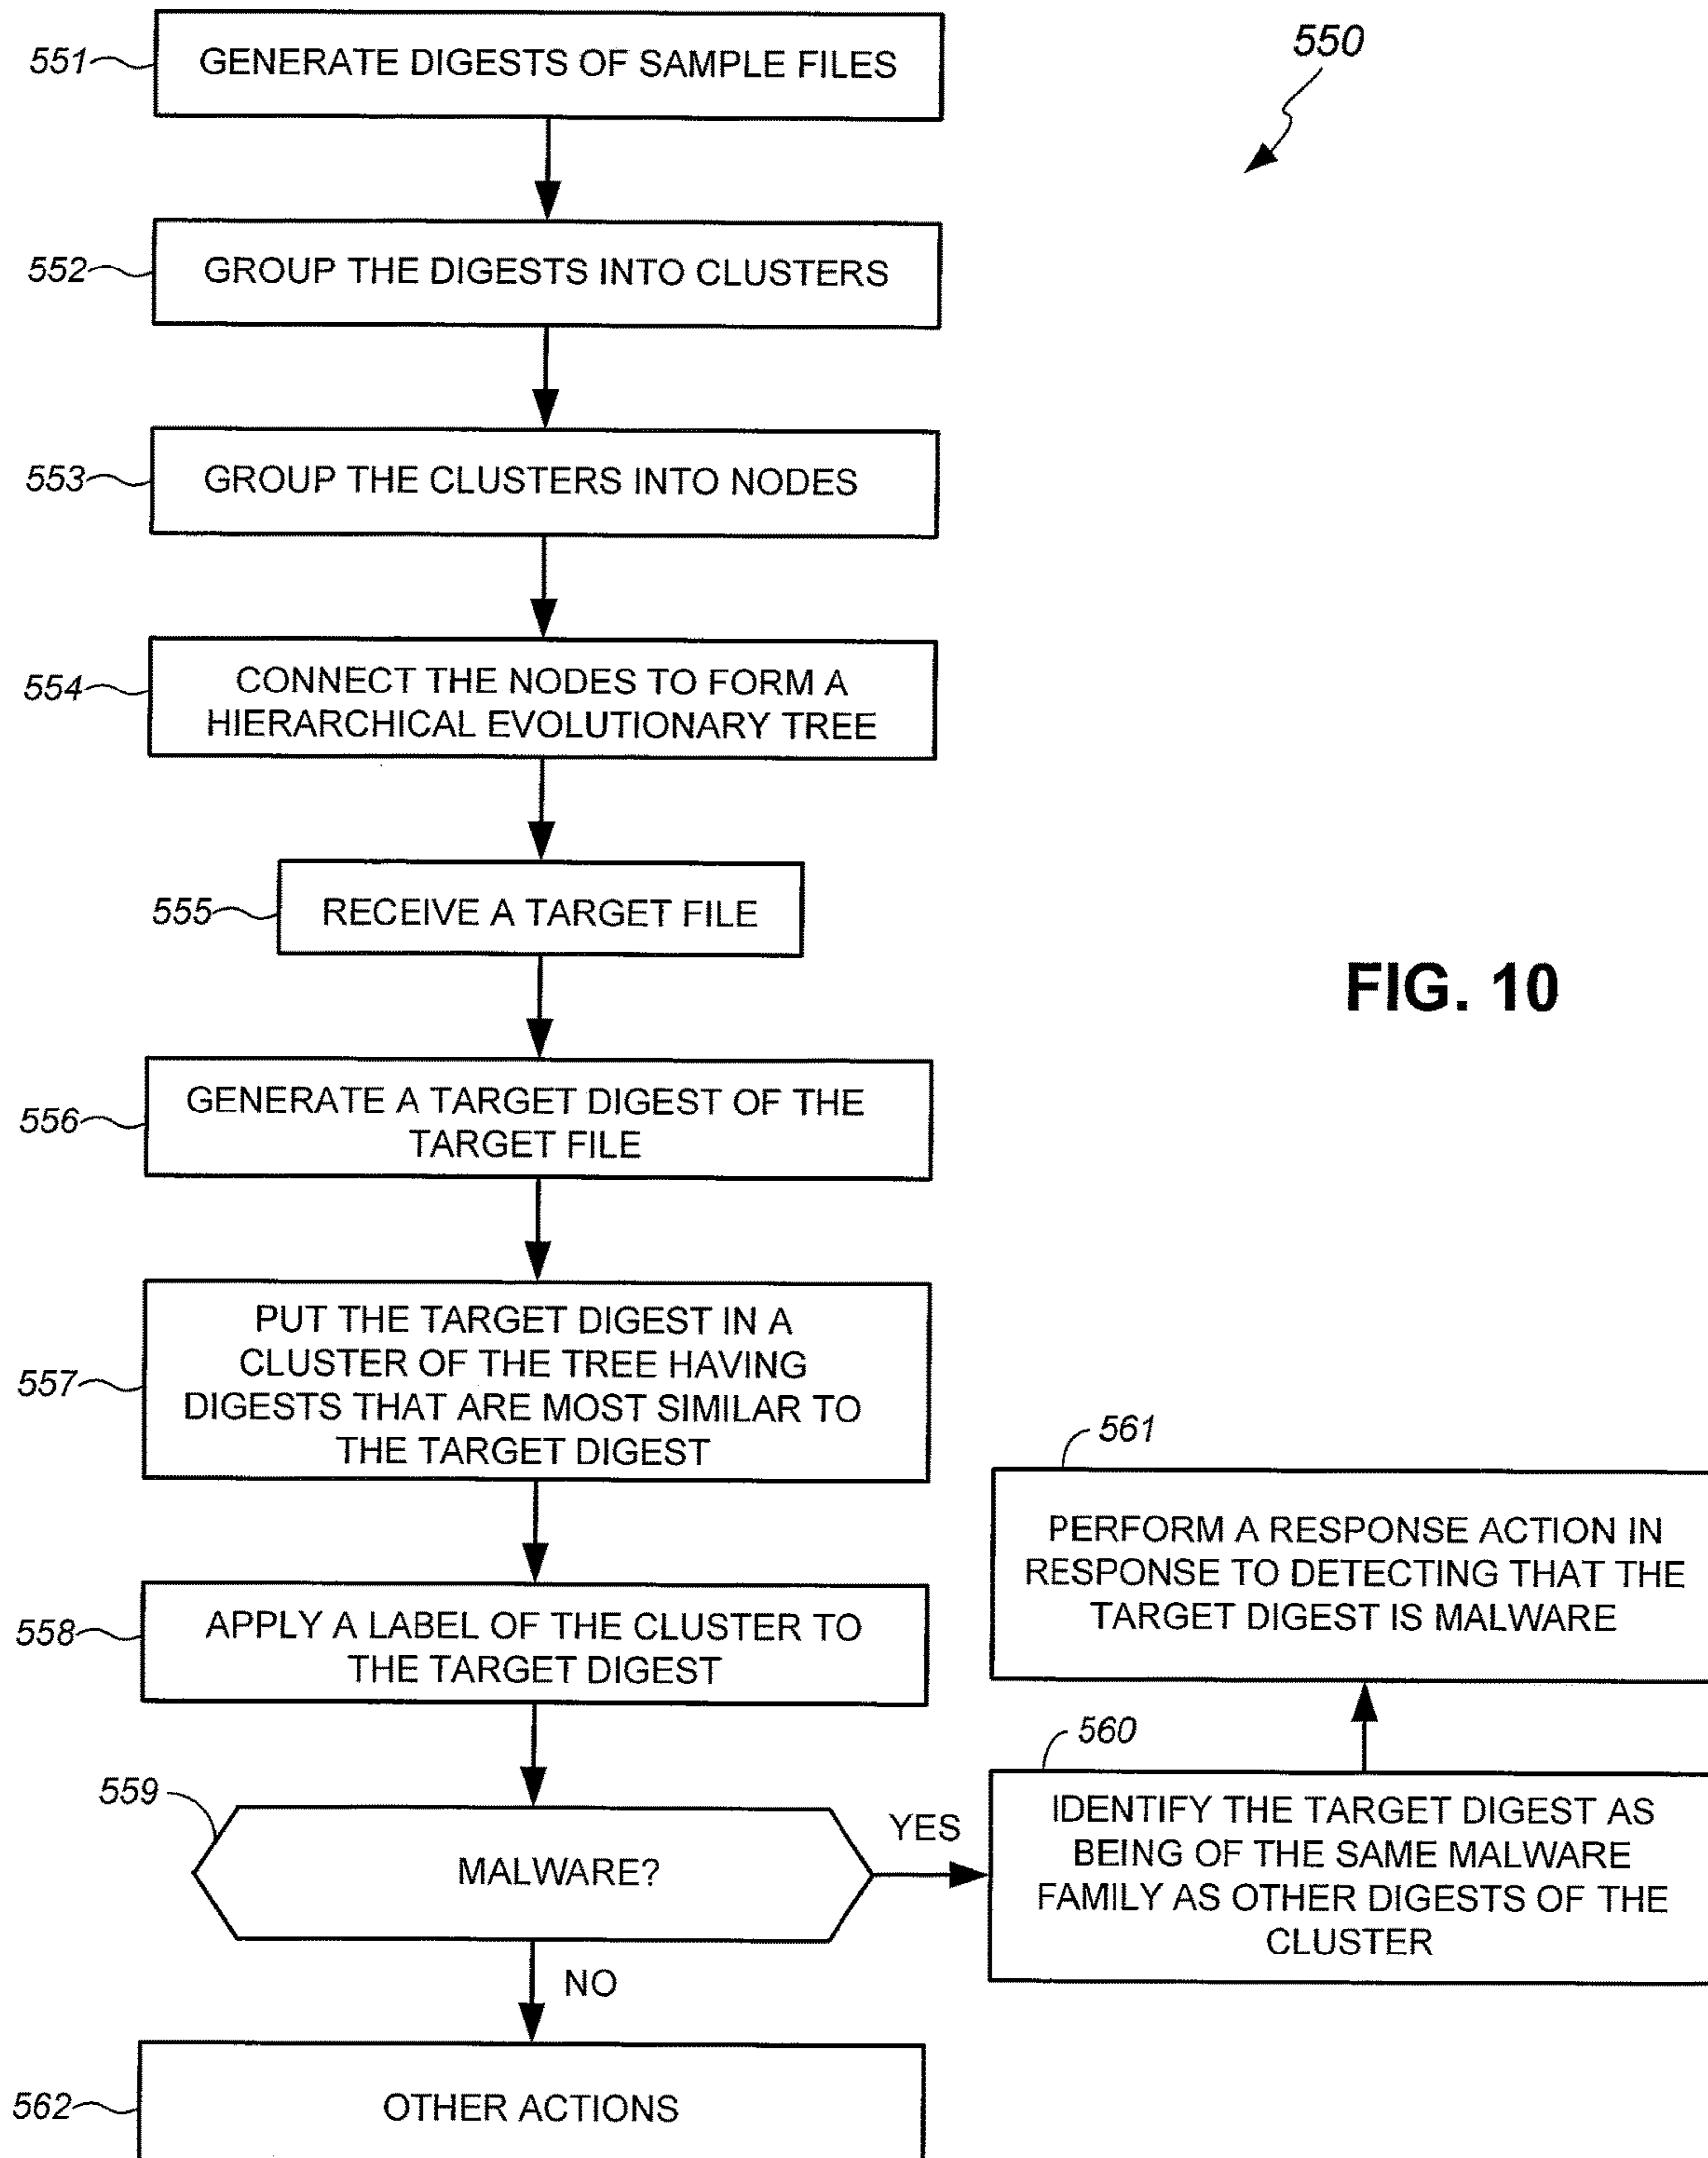 550
551
GENERATE DIGESTS OF SAMPLE FILES
552
GROUP THE DIGESTS INTO CLUSTERS
553
GROUP THE CLUSTERS INTO NODES
554
CONNECT THE NODES TO FORM A
HIERARCHICAL EVOLUTIONARY TREE
555
RECEIVE A TARGET FILE
FIG. 10
556
GENERATE A TARGET DIGEST OF THE
TARGET FILE
557
PUT THE TARGET DIGEST IN A
CLUSTER OF THE TREE HAVING
DIGESTS THAT ARE MOST SIMILAR TO
THE TARGET DIGEST
558
APPLY A LABEL OF THE CLUSTER TO
THE TARGET DIGEST
559
MALWARE?
YES
560
IDENTIFY THE TARGET DIGEST AS
BEING OF THE SAME MALWARE
FAMILY AS OTHER DIGESTS OF THE
CLUSTER
561
PERFORM A RESPONSE ACTION IN
RESPONSE TO DETECTING THAT THE
TARGET DIGEST IS MALWARE
NO
562
OTHER ACTIONS